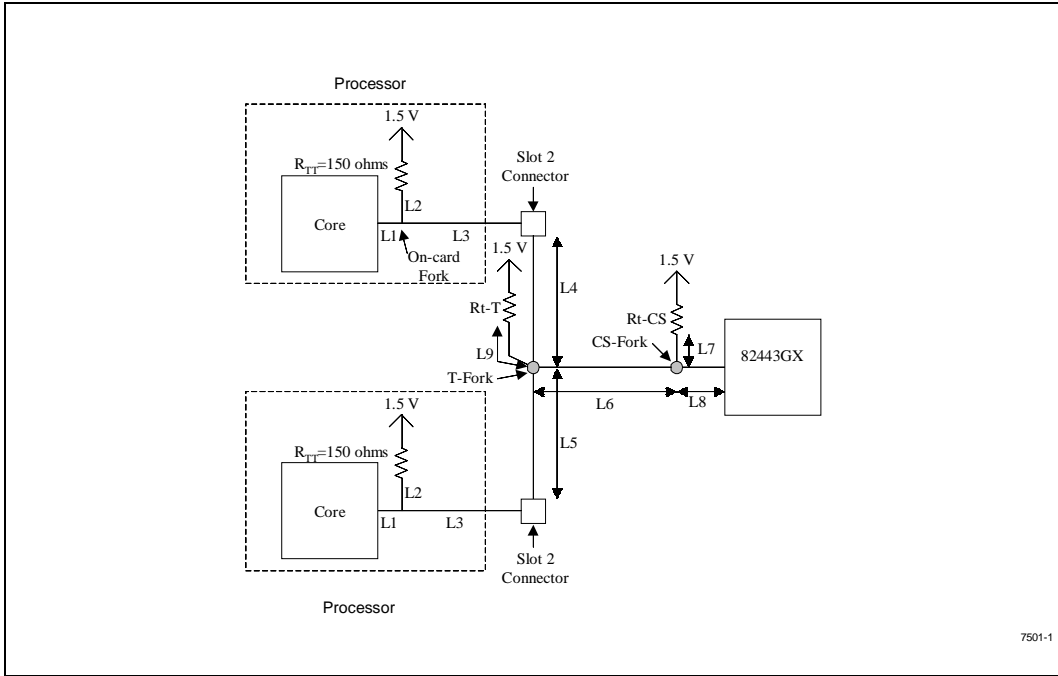 Processor
1.5 V
R_TT=150 ohms
Slot 2
Connector
Core
L2
L1
L3
On-card
Fork
1.5 V
L4
1.5 V
Rt-T
Rt-CS
CS-Fork
L7
82443GX
L9
T-Fork
L6
L8
1.5 V
L5
R_TT=150 ohms
Core
L2
L1
L3
Slot 2
Connector
Processor
7501-1